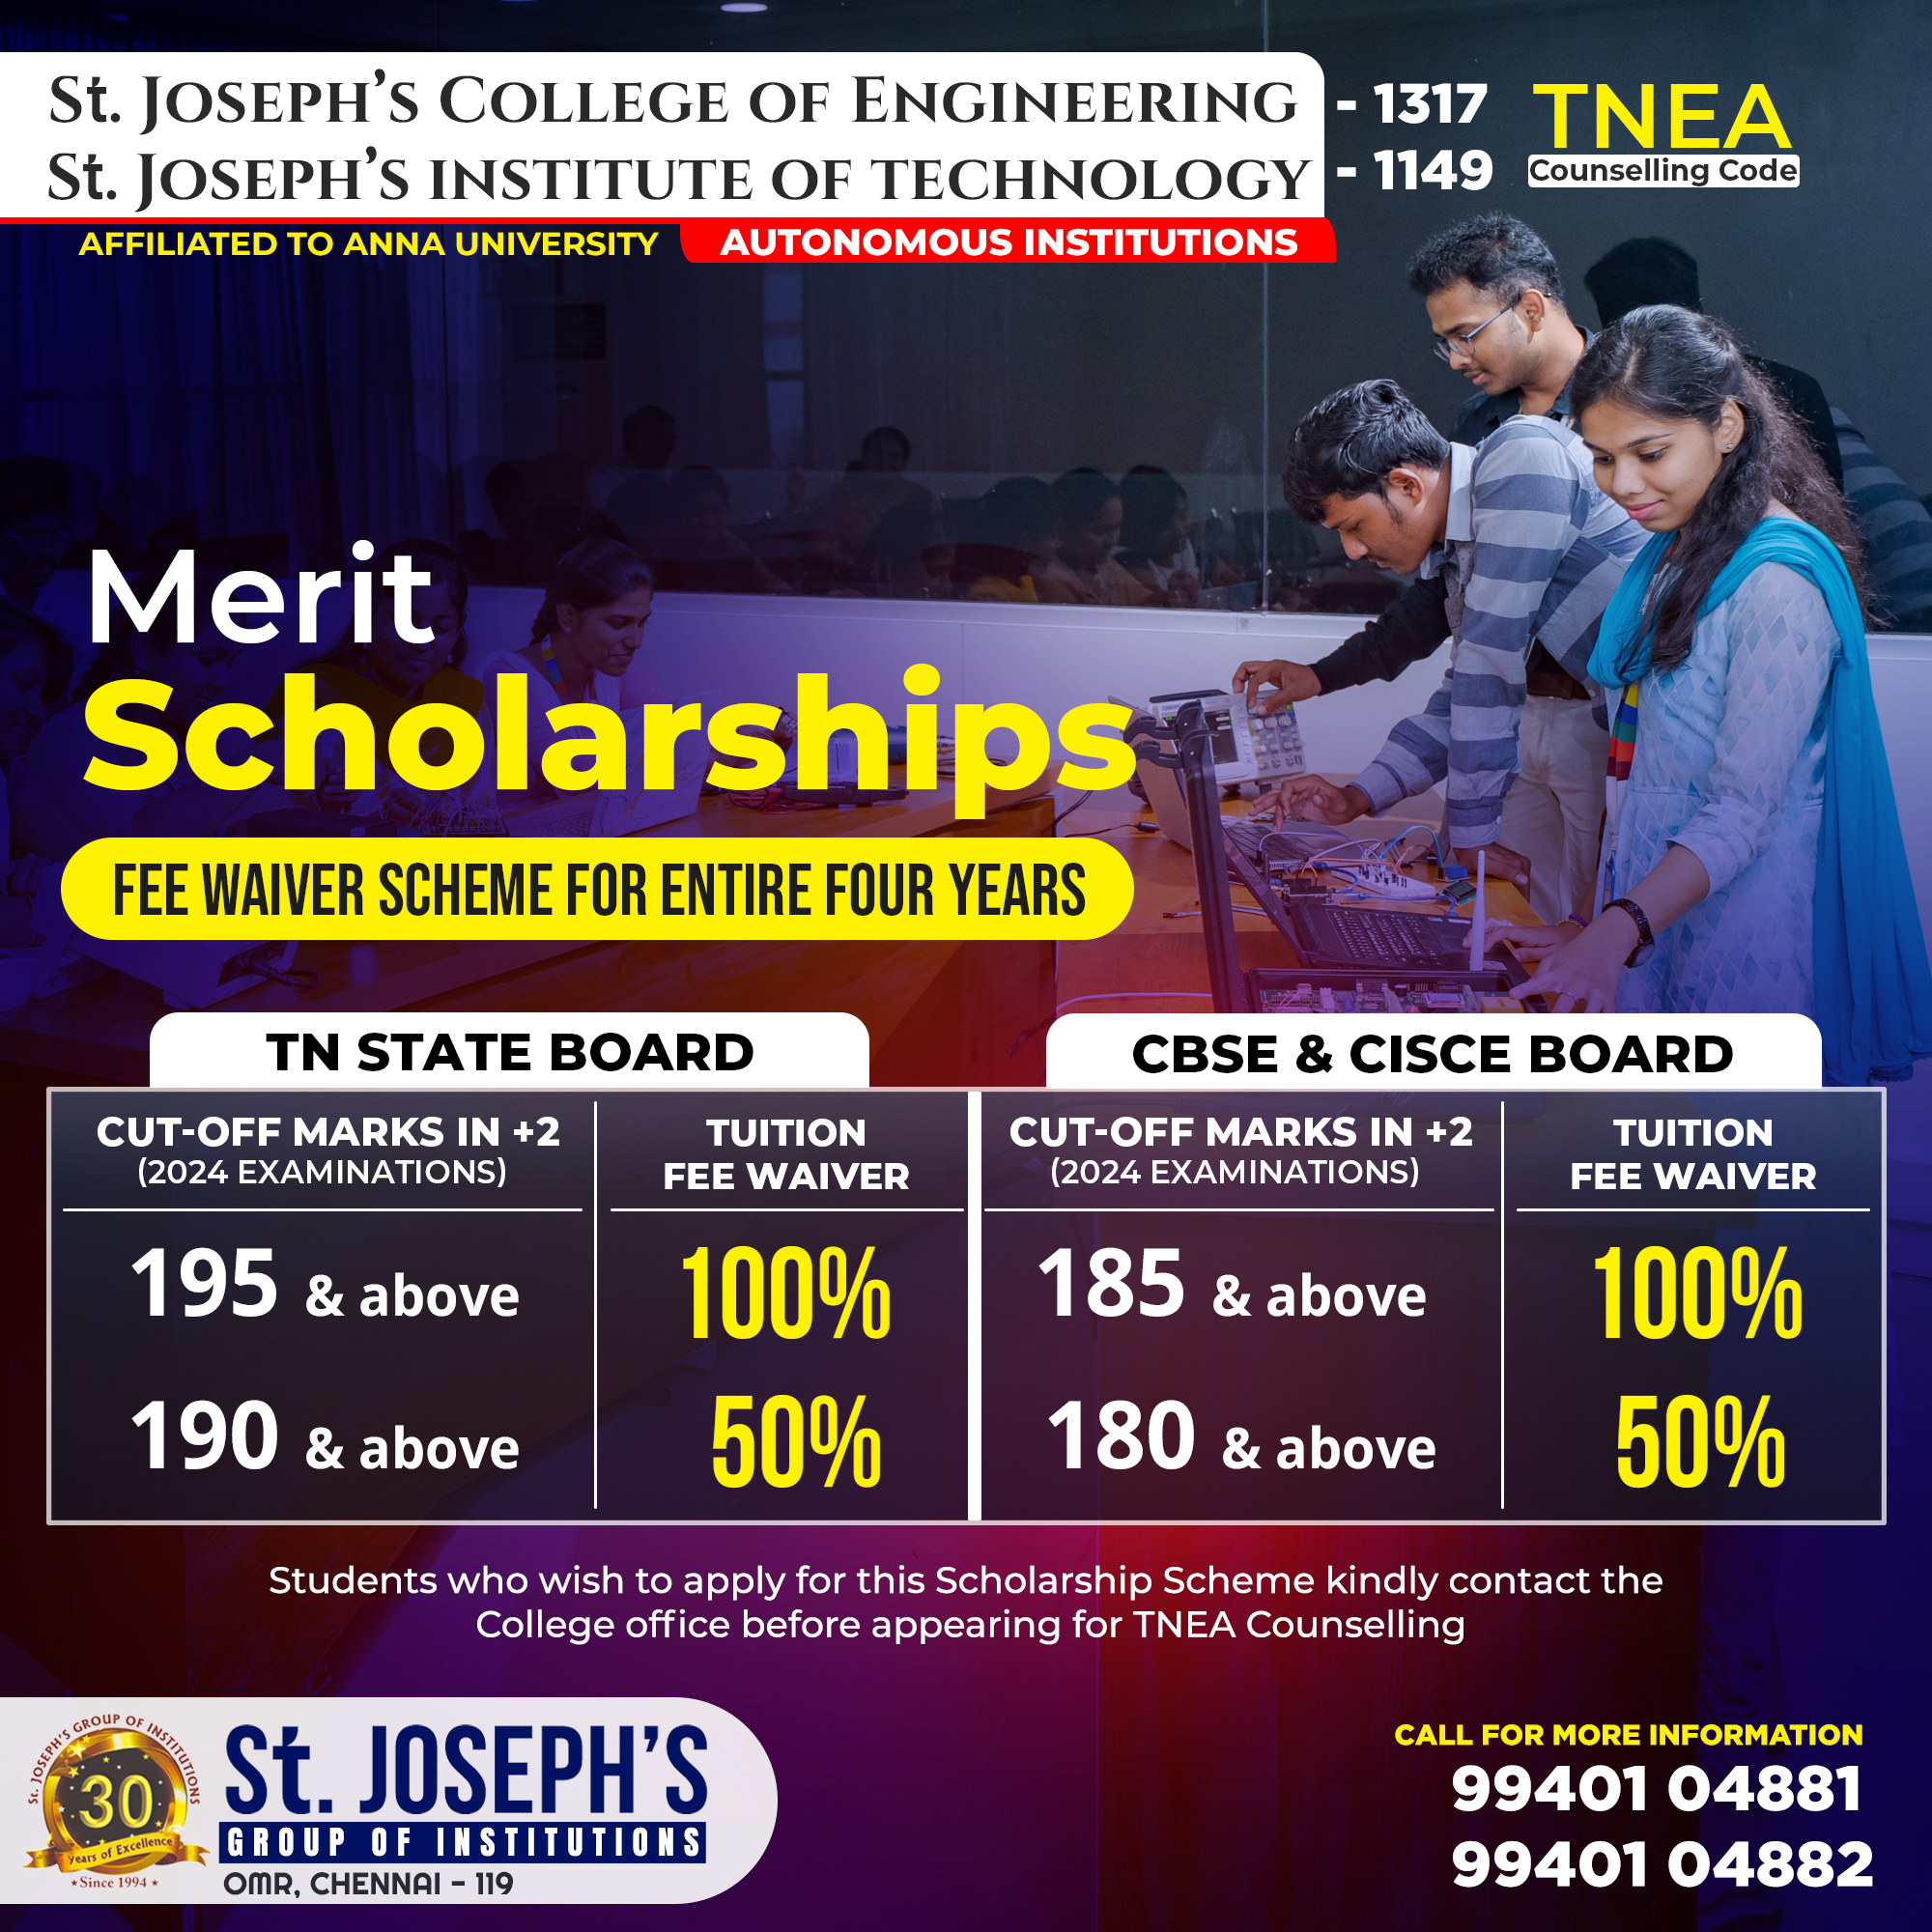 St. Joseph's College of Engineering - 1317
St. Joseph's Institute of Technology - 1149
TNEA
Counselling Code
AFFILIATED TO ANNA UNIVERSITY
AUTONOMOUS INSTITUTIONS
Merit
Scholarships
FEE WAIVER SCHEME FOR ENTIRE FOUR YEARS
TN STATE BOARD
CUT-OFF MARKS IN +2
(2024 EXAMINATIONS)
TUITION
FEE WAIVER
195 & above
100%
190 & above
50%
CBSE & CISCE BOARD
CUT-OFF MARKS IN +2
(2024 EXAMINATIONS)
TUITION
FEE WAIVER
185 & above
100%
180 & above
50%
Students who wish to apply for this Scholarship Scheme kindly contact the
College office before appearing for TNEA Counselling
St. JOSEPH'S GROUP OF INSTITUTIONS
30
Years of Excellence
★ Since 1994 ★
St. JOSEPH'S
GROUP OF INSTITUTIONS
OMR, CHENNAI - 119
CALL FOR MORE INFORMATION
99401 04881
99401 04882